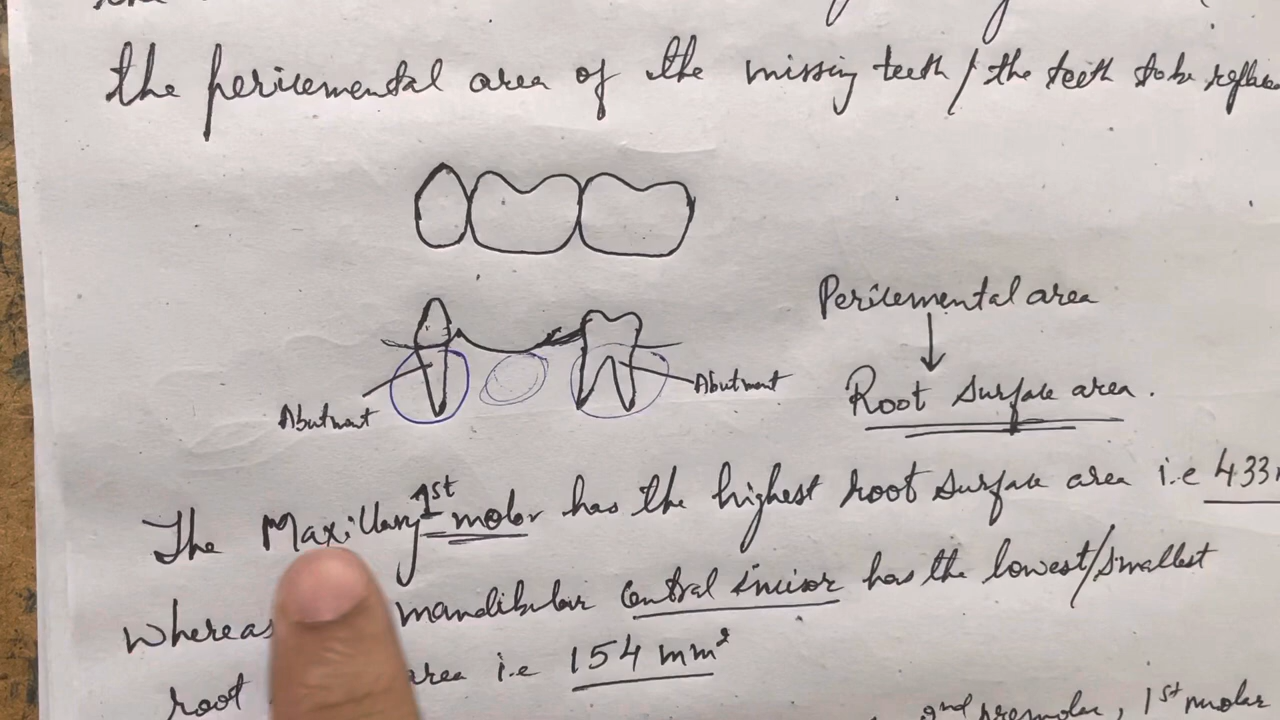 the pericemental area of the missing teeth / the teeth to be
Pericemental area
Root Surface area.
Abutment
Abutment
The Maxillary 1st molar has the highest root surface area i.e 433
Whereas mandibular Central incisor has the lowest/smallest
root area i.e 154 mm²
2nd premolar, 1st molar